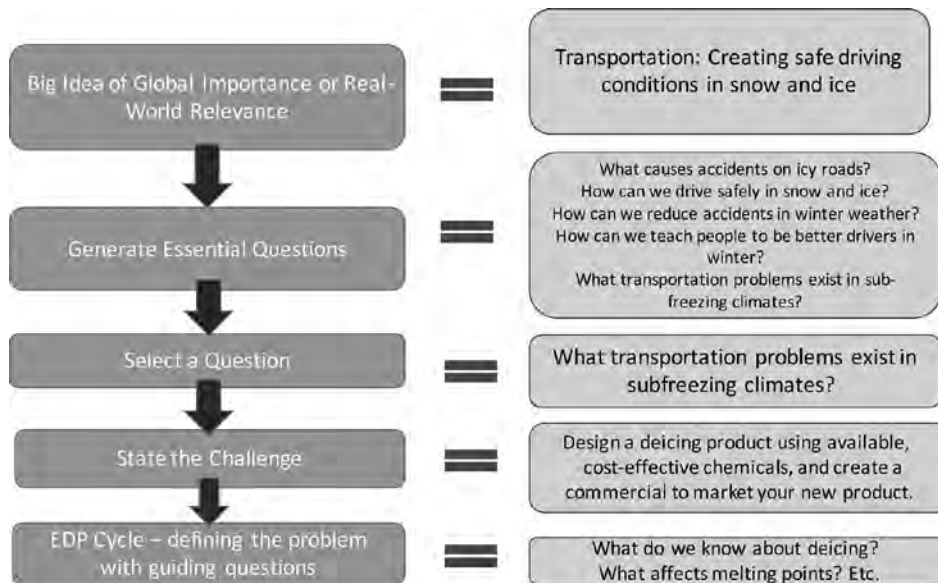 Big Idea of Global Importance or Real-
World Relevance
Transportation: Creating safe driving
conditions in snow and ice
Generate Essential Questions
What causes accidents on icy roads?
How can we drive safely in snow and ice?
How can we reduce accidents in winter weather?
How can we teach people to be better drivers in
winter?
What transportation problems exist in sub-
freezing climates?
Select a Question
What transportation problems exist in
subfreezing climates?
State the Challenge
Design a deicing product using available,
cost-effective chemicals, and create a
commercial to market your new product.
EDP Cycle – defining the problem
with guiding questions
What do we know about deicing?
What affects melting points? Etc.